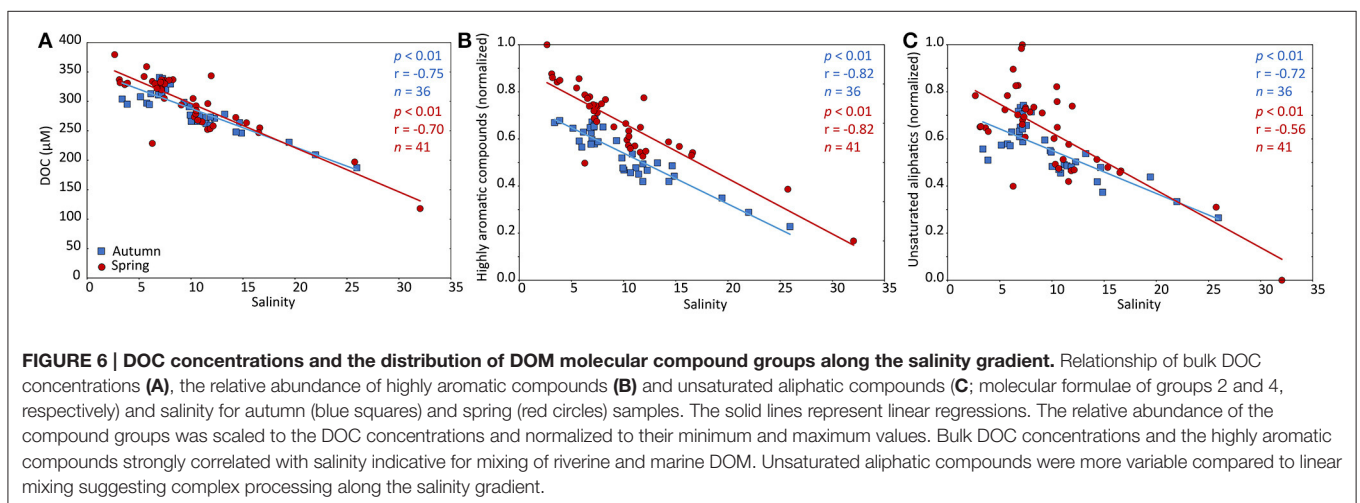 A
400
350
300
250
200
150
100
50
0
DOC (µM)
p < 0.01
r = -0.75
n = 36
p < 0.01
r = -0.70
n = 41
Autumn
Spring
0 5 10 15 20 25 30 35
Salinity
B
1.0
0.8
0.6
0.4
0.2
0.0
Highly aromatic compounds (normalized)
p < 0.01
r = -0.82
n = 36
p < 0.01
r = -0.82
n = 41
0 5 10 15 20 25 30 35
Salinity
C
1.0
0.8
0.6
0.4
0.2
0.0
Unsaturated aliphatics (normalized)
p < 0.01
r = -0.72
n = 36
p < 0.01
r = -0.56
n = 41
0 5 10 15 20 25 30 35
Salinity
FIGURE 6 | DOC concentrations and the distribution of DOM molecular compound groups along the salinity gradient. Relationship of bulk DOC
concentrations (A), the relative abundance of highly aromatic compounds (B) and unsaturated aliphatic compounds (C; molecular formulae of groups 2 and 4,
respectively) and salinity for autumn (blue squares) and spring (red circles) samples. The solid lines represent linear regressions. The relative abundance of the
compound groups was scaled to the DOC concentrations and normalized to their minimum and maximum values. Bulk DOC concentrations and the highly aromatic
compounds strongly correlated with salinity indicative for mixing of riverine and marine DOM. Unsaturated aliphatic compounds were more variable compared to linear
mixing suggesting complex processing along the salinity gradient.